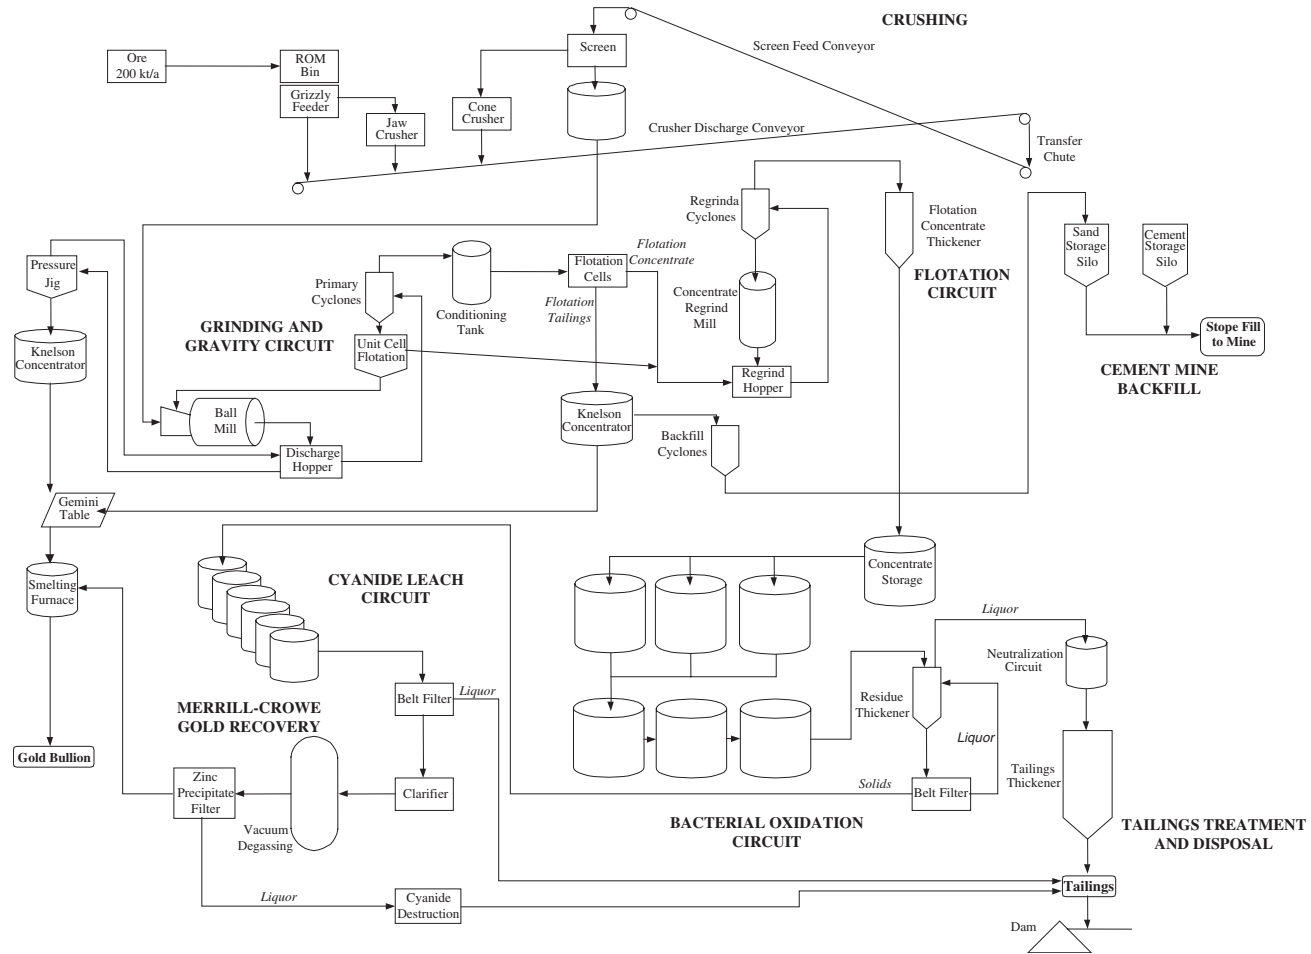 CRUSHING
Screen Feed Conveyor
Screen
Ore
200 kt/a
ROM
Bin
Grizzly
Feeder
Jaw
Crusher
Cone
Crusher
Crusher Discharge Conveyor
Transfer
Chute
Regrinda
Cyclones
Flotation
Concentrate
Thickener
Sand
Storage
Silo
Cement
Storage
Silo
Pressure
Jig
Primary
Cyclones
Conditioning
Tank
Flotation
Cells
Flotation
Concentrate
Flotation
Tailings
Concentrate
Regrind
Mill
FLOTATION
CIRCUIT
GRINDING AND
GRAVITY CIRCUIT
Unit Cell
Flotation
Stope Fill
to Mine
Knelson
Concentrator
Regrind
Hopper
CEMENT MINE
BACKFILL
Ball
Mill
Knelson
Concentrator
Backfill
Cyclones
Discharge
Hopper
Gemini
Table
Smelting
Furnace
CYANIDE LEACH
CIRCUIT
Concentrate
Storage
Liquor
Neutralization
Circuit
MERRILL-CROWE
GOLD RECOVERY
Belt Filter
Liquor
Residue
Thickener
Liquor
Gold Bullion
Zinc
Precipitate
Filter
Vacuum
Degassing
Clarifier
Solids
Belt Filter
Tailings
Thickener
BACTERIAL OXIDATION
CIRCUIT
TAILINGS TREATMENT
AND DISPOSAL
Liquor
Cyanide
Destruction
Tailings
Dam